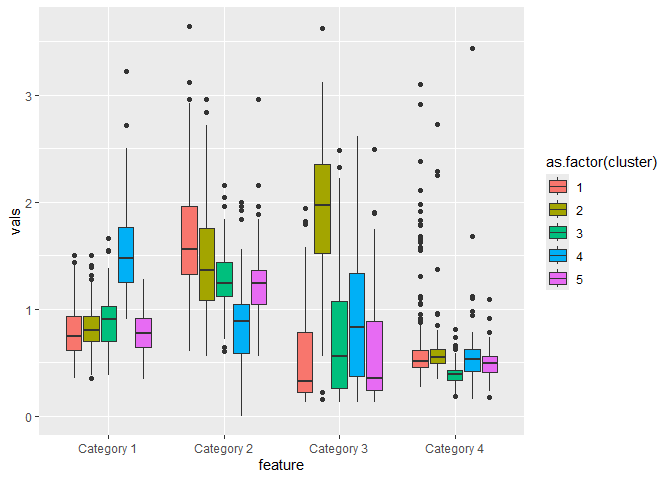 3
2
1
0
vals
Category 1
Category 2
Category 3
Category 4
feature
as.factor(cluster)
1
2
3
4
5